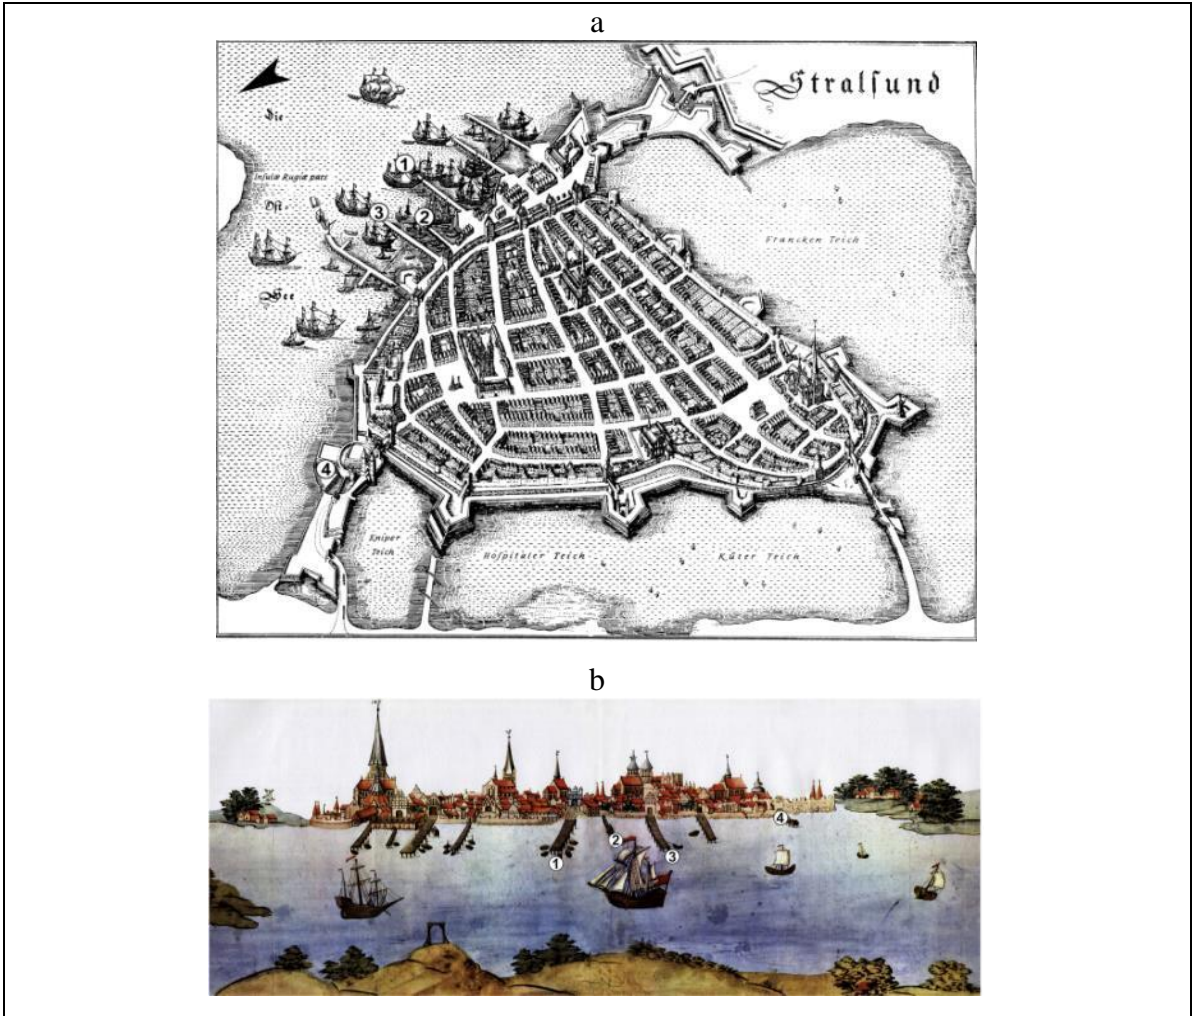 a
Stralſund
Die
1
Inſulæ Rugiæ pars
3
2
Oſt-
Francken Teich
See
4
Kniper
Teich
Hoſpitaler Teich
Küter Teich
b
4
2
1
3